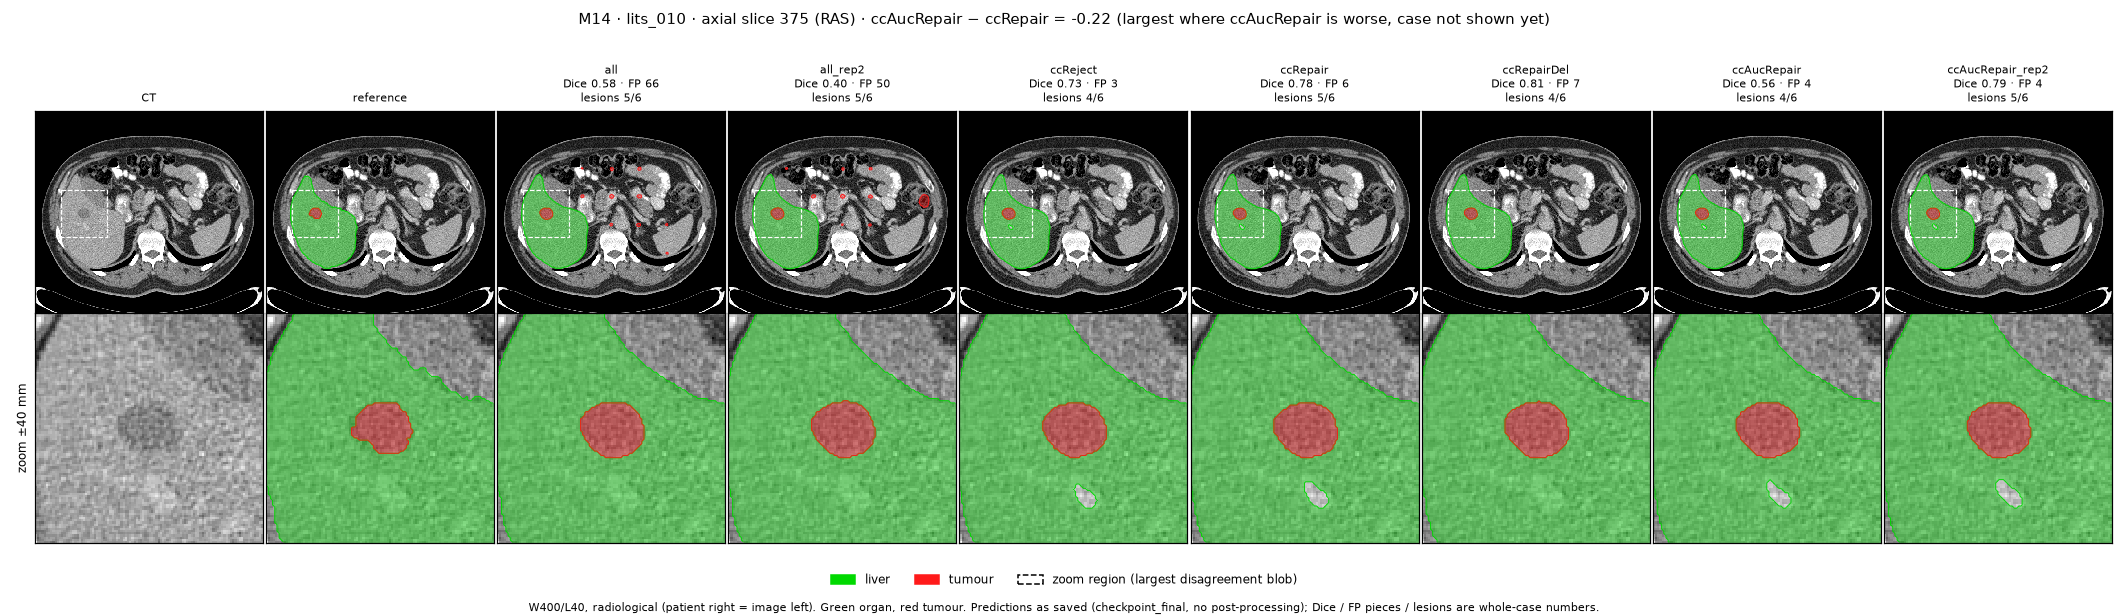 M14 · lits_010 · axial slice 375 (RAS) · ccAucRepair − ccRepair = -0.22 (largest where ccAucRepair is worse, case not shown yet)
CT
reference
all
Dice 0.58 · FP 66
lesions 5/6
all_rep2
Dice 0.40 · FP 50
lesions 5/6
ccReject
Dice 0.73 · FP 3
lesions 4/6
ccRepair
Dice 0.78 · FP 6
lesions 5/6
ccRepairDel
Dice 0.81 · FP 7
lesions 4/6
ccAucRepair
Dice 0.56 · FP 4
lesions 4/6
ccAucRepair_rep2
Dice 0.79 · FP 4
lesions 5/6
zoom ±40 mm
liver
tumour
zoom region (largest disagreement blob)
W400/L40, radiological (patient right = image left). Green organ, red tumour. Predictions as saved (checkpoint_final, no post-processing); Dice / FP pieces / lesions are whole-case numbers.